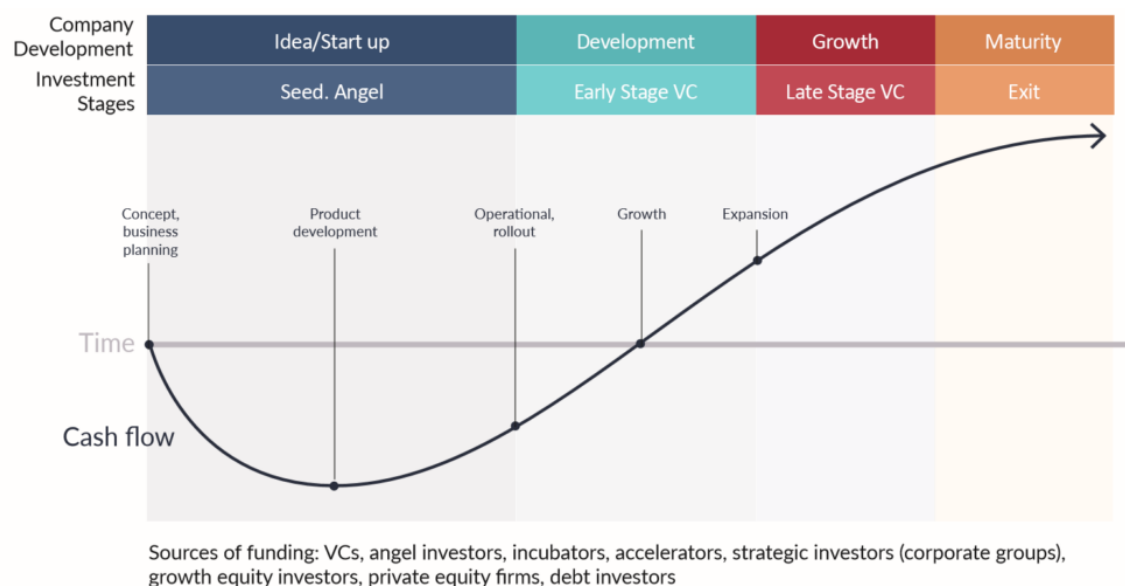 Company
Development
Idea/Start up
Development
Growth
Maturity
Investment
Stages
Seed. Angel
Early Stage VC
Late Stage VC
Exit
Concept,
business
planning
Product
development
Operational,
rollout
Growth
Expansion
Time
Cash flow
Sources of funding: VCs, angel investors, incubators, accelerators, strategic investors (corporate groups),
growth equity investors, private equity firms, debt investors